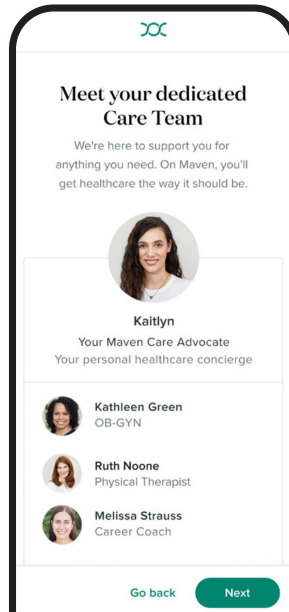 Meet your dedicated
Care Team
We're here to support you for
anything you need. On Maven, you'll
get healthcare the way it should be.
Kaitlyn
Your Maven Care Advocate
Your personal healthcare concierge
Kathleen Green
OB-GYN
Ruth Noone
Physical Therapist
Melissa Strauss
Career Coach
Go back
Next